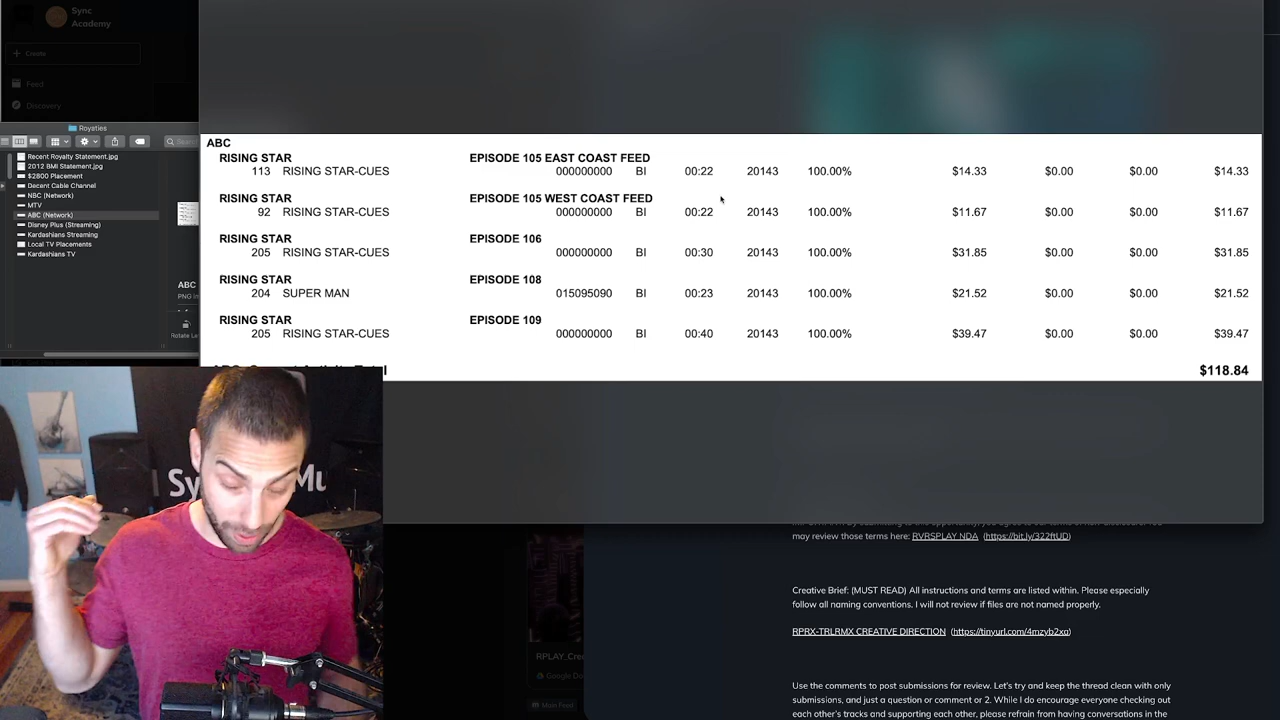 Sync
Academy
+ Create
Feed
Discovery
Royaties
Recent Royalty Statement.jpg
2012 BMI Statement.jpg
$2800 Placement
Decent Cable Channel
NBC (Network)
MTV
ABC (Network)
Disney Plus (Streaming)
Kardashians Streaming
Local TV Placements
Kardashians TV
ABC
ABC
RISING STAR EPISODE 105 EAST COAST FEED
113 RISING STAR-CUES 000000000 BI 00:22 20143 100.00% $14.33 $0.00 $0.00 $14.33
RISING STAR EPISODE 105 WEST COAST FEED
92 RISING STAR-CUES 000000000 BI 00:22 20143 100.00% $11.67 $0.00 $0.00 $11.67
RISING STAR EPISODE 106
205 RISING STAR-CUES 000000000 BI 00:30 20143 100.00% $31.85 $0.00 $0.00 $31.85
RISING STAR EPISODE 108
204 SUPER MAN 015095090 BI 00:23 20143 100.00% $21.52 $0.00 $0.00 $21.52
RISING STAR EPISODE 109
205 RISING STAR-CUES 000000000 BI 00:40 20143 100.00% $39.47 $0.00 $0.00 $39.47
$118.84
may review those terms here: RVRSPLAY NDA (https://bit.ly/322ftUD)
Creative Brief: (MUST READ) All instructions and terms are listed within. Please especially
follow all naming conventions. I will not review if files are not named properly.
RPRX-TRLRMX CREATIVE DIRECTION (https://tinyurl.com/4mzyb2xq)
Use the comments to post submissions for review. Let's try and keep the thread clean with only
submissions, and just a question or comment or 2. While I do encourage everyone checking out
each other's tracks and supporting each other, please refrain from having conversations in the
Main Feed